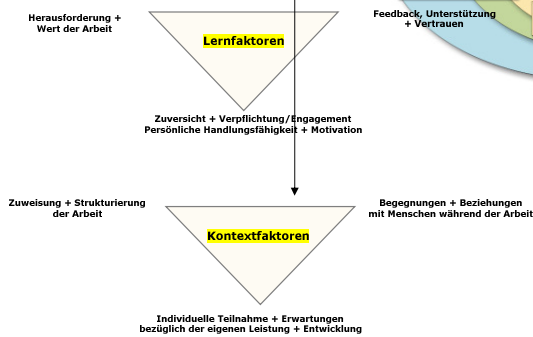 Herausforderung +
Wert der Arbeit
Lernfaktoren
Feedback, Unterstützung
+ Vertrauen
Zuversicht + Verpflichtung/Engagement
Persönliche Handlungsfähigkeit + Motivation
Zuweisung + Strukturierung
der Arbeit
Kontextfaktoren
Begegnungen + Beziehungen
mit Menschen während der Arbeit
Individuelle Teilnahme + Erwartungen
bezüglich der eigenen Leistung + Entwicklung